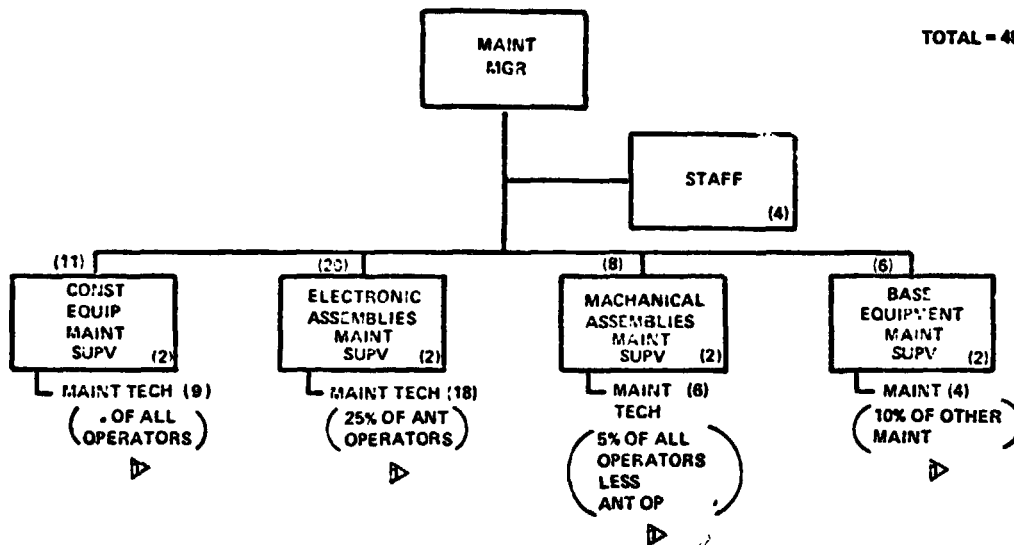 MAINT
MGR
TOTAL = 48
STAFF
(4)
(11)
CONST
EQUIP
MAINT
SUPV (2)
MAINT TECH (9)
( . OF ALL
OPERATORS)
(20)
ELECTRONIC
ASSEMBLIES
MAINT
SUPV (2)
MAINT TECH (18)
(25% OF ANT
OPERATORS)
(8)
MACHANICAL
ASSEMBLIES
MAINT
SUPV (2)
MAINT (6)
TECH
(5% OF ALL
OPERATORS
LESS
ANT OP)
(6)
BASE
EQUIPMENT
MAINT
SUPV (2)
MAINT (4)
(10% OF OTHER
MAINT)